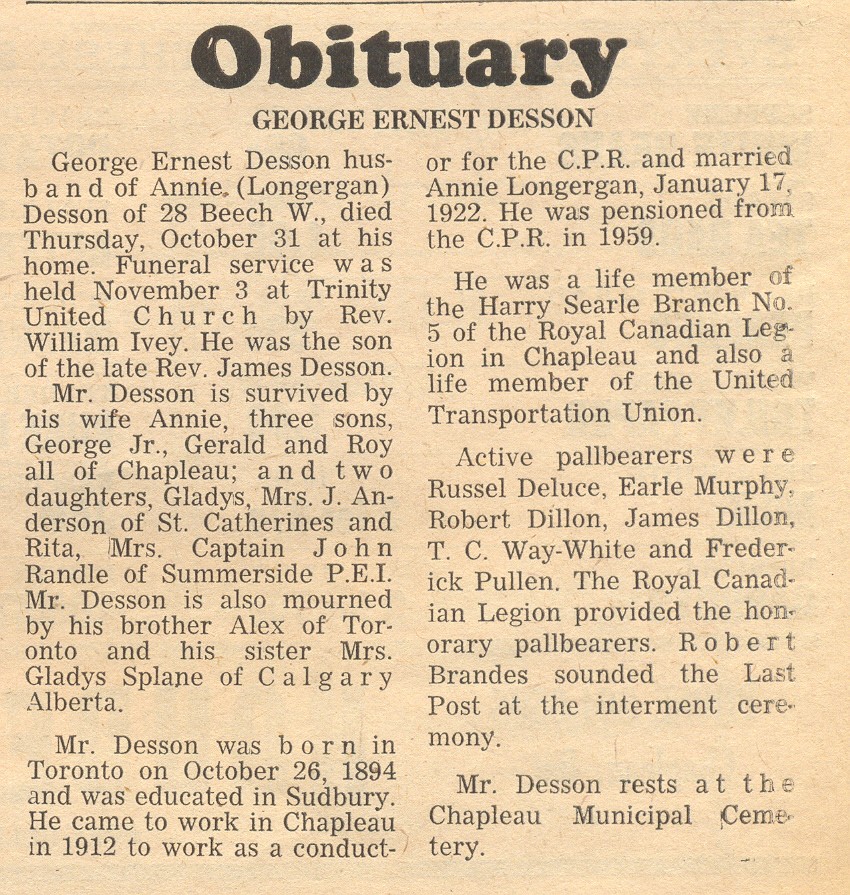 Obituary
GEORGE ERNEST DESSON
George Ernest Desson hus-
band of Annie. (Longergan)
Desson of 28 Beech W., died
Thursday, October 31 at his
home. Funeral service was
held November 3 at Trinity
United Church by Rev.
William Ivey. He was the son
of the late Rev. James Desson.
Mr. Desson is survived by
his wife Annie, three sons,
George Jr., Gerald and Roy
all of Chapleau; and two
daughters, Gladys, Mrs. J. An-
derson of St. Catherines and
Rita, Mrs. Captain John
Randle of Summerside P.E.I.
Mr. Desson is also mourned
by his brother Alex of Tor-
onto and his sister Mrs.
Gladys Splane of Calgary
Alberta.
Mr. Desson was born in
Toronto on October 26, 1894
and was educated in Sudbury.
He came to work in Chapleau
in 1912 to work as a conduct-
or for the C.P.R. and married
Annie Longergan, January 17,
1922. He was pensioned from
the C.P.R. in 1959.
He was a life member of
the Harry Searle Branch No.
5 of the Royal Canadian Leg-
ion in Chapleau and also a
life member of the United
Transportation Union.
Active pallbearers were
Russel Deluce, Earle Murphy,
Robert Dillon, James Dillon,
T. C. Way-White and Freder-
ick Pullen. The Royal Canad-
ian Legion provided the hon-
orary pallbearers. Robert
Brandes sounded the Last
Post at the interment cere-
mony.
Mr. Desson rests at the
Chapleau Municipal Ceme-
tery.